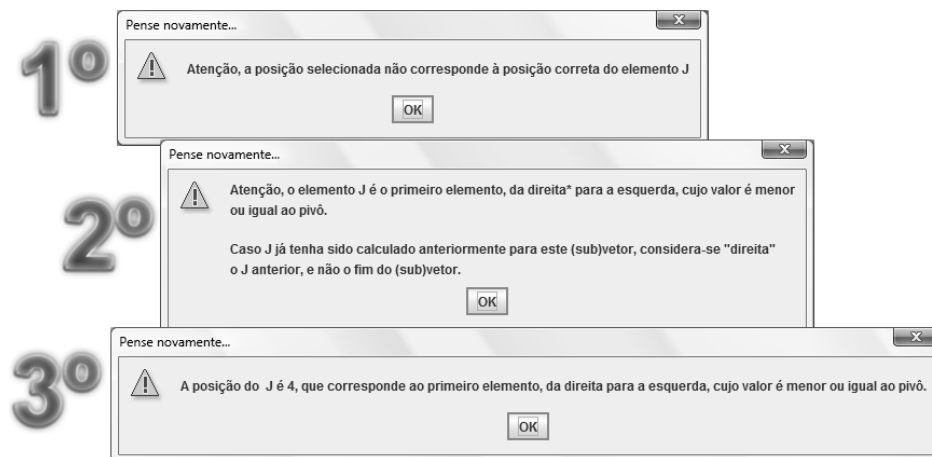 1º
Pense novamente...
Atenção, a posição selecionada não corresponde à posição correta do elemento J
OK
2º
Pense novamente...
Atenção, o elemento J é o primeiro elemento, da direita* para a esquerda, cujo valor é menor
ou igual ao pivô.
Caso J já tenha sido calculado anteriormente para este (sub)vetor, considera-se "direita"
o J anterior, e não o fim do (sub)vetor.
OK
3º
Pense novamente...
A posição do J é 4, que corresponde ao primeiro elemento, da direita para a esquerda, cujo valor é menor ou igual ao pivô.
OK